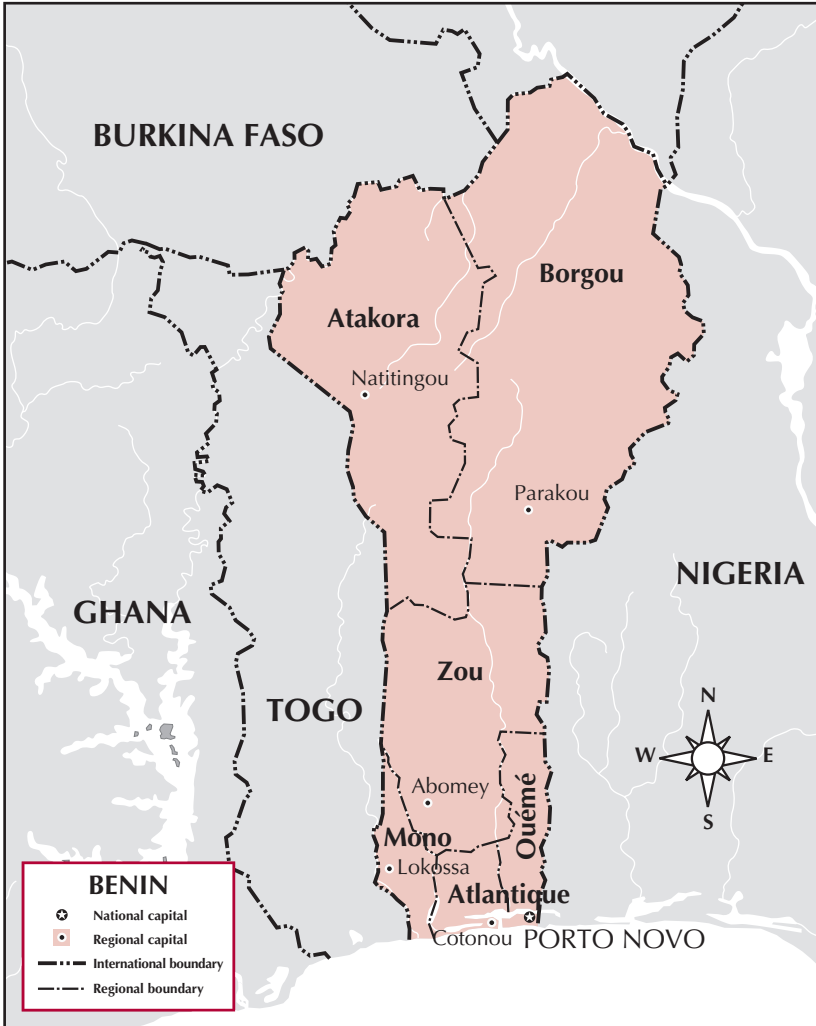 BURKINA FASO
Borgou
Atakora
Natitingou
Parakou
NIGERIA
GHANA
Zou
TOGO
N
W
E
S
Abomey
Ouémé
Mono
Lokossa
Atlantique
Cotonou
PORTO NOVO
BENIN
National capital
Regional capital
International boundary
Regional boundary